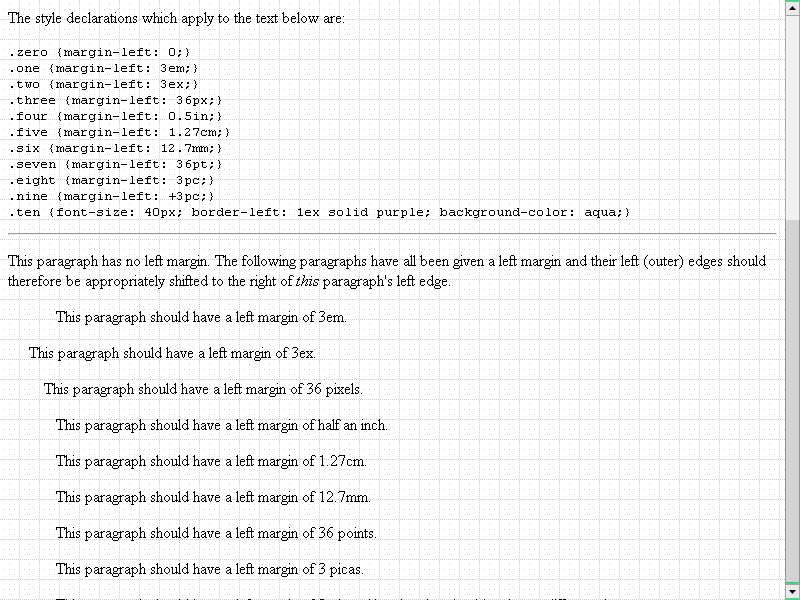 The style declarations which apply to the text below are:
.zero {margin-left: 0;}
.one {margin-left: 3em;}
.two {margin-left: 3ex;}
.three {margin-left: 36px;}
.four {margin-left: 0.5in;}
.five {margin-left: 1.27cm;}
.six {margin-left: 12.7mm;}
.seven {margin-left: 36pt;}
.eight {margin-left: 3pc;}
.nine {margin-left: +3pc;}
.ten {font-size: 40px; border-left: 1ex solid purple; background-color: aqua;}
This paragraph has no left margin. The following paragraphs have all been given a left margin and their left (outer) edges should
therefore be appropriately shifted to the right of this paragraph's left edge.
This paragraph should have a left margin of 3em.
This paragraph should have a left margin of 3ex.
This paragraph should have a left margin of 36 pixels.
This paragraph should have a left margin of half an inch.
This paragraph should have a left margin of 1.27cm.
This paragraph should have a left margin of 12.7mm.
This paragraph should have a left margin of 36 points.
This paragraph should have a left margin of 3 picas.